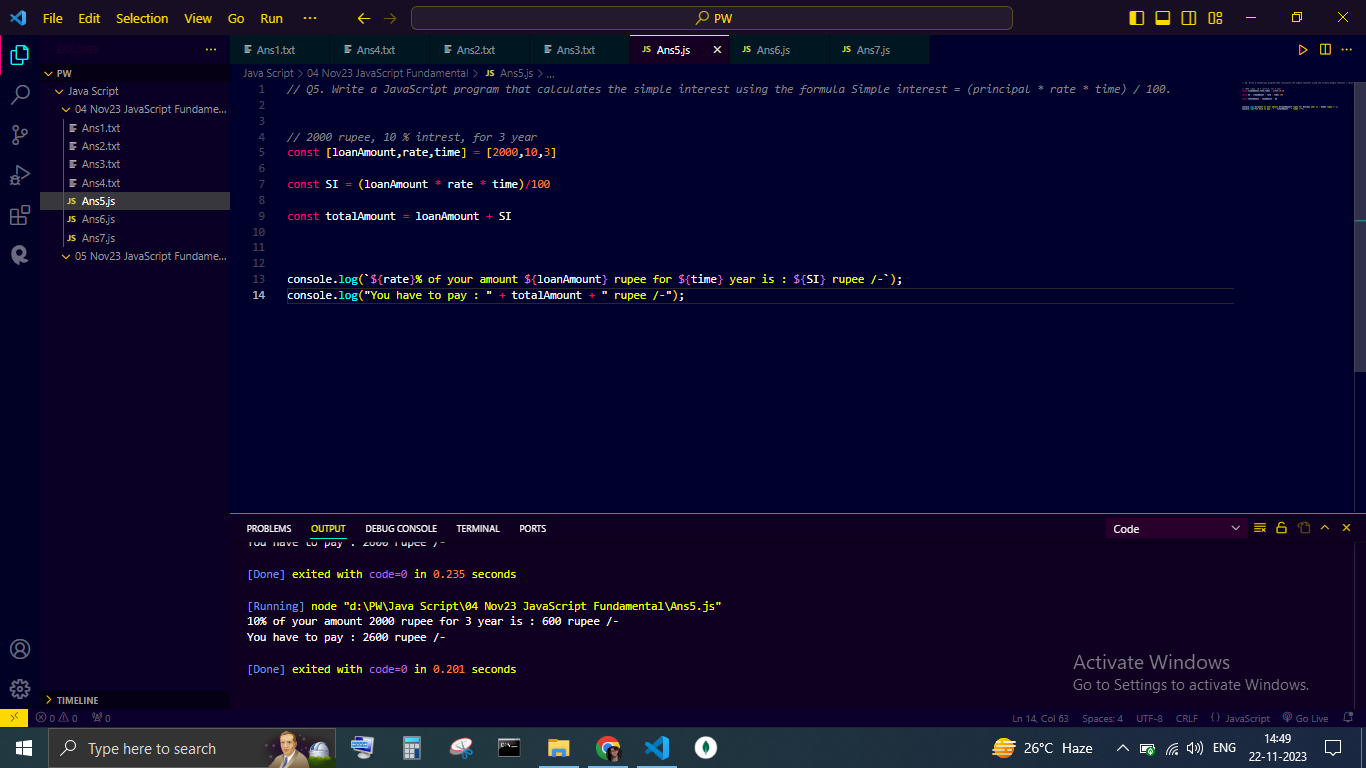 File Edit Selection View Go Run ··· PW
Ans1.txt Ans4.txt Ans2.txt Ans3.txt JS Ans5.js JS Ans6.js JS Ans7.js
PW
Java Script
04 Nov23 JavaScript Fundame...
Ans1.txt
Ans2.txt
Ans3.txt
Ans4.txt
JS Ans5.js
JS Ans6.js
JS Ans7.js
05 Nov23 JavaScript Fundame...
TIMELINE
Java Script > 04 Nov23 JavaScript Fundamental > JS Ans5.js > ...
1 // Q5. Write a JavaScript program that calculates the simple interest using the formula Simple interest = (principal * rate * time) / 100.
2
3
4 // 2000 rupee, 10 % intrest, for 3 year
5 const [loanAmount,rate,time] = [2000,10,3]
6
7 const SI = (loanAmount * rate * time)/100
8
9 const totalAmount = loanAmount + SI
10
11
12
13 console.log(`${rate}% of your amount ${loanAmount} rupee for ${time} year is : ${SI} rupee /-`);
14 console.log("You have to pay : " + totalAmount + " rupee /-");
PROBLEMS OUTPUT DEBUG CONSOLE TERMINAL PORTS Code
You have to pay : 2600 rupee /-
[Done] exited with code=0 in 0.235 seconds
[Running] node "d:\PW\Java Script\04 Nov23 JavaScript Fundamental\Ans5.js"
10% of your amount 2000 rupee for 3 year is : 600 rupee /-
You have to pay : 2600 rupee /-
[Done] exited with code=0 in 0.201 seconds
Activate Windows
Go to Settings to activate Windows.
0 0 0 Ln 14, Col 63 Spaces: 4 UTF-8 CRLF {} JavaScript Go Live
Type here to search 26°C Haze ENG 14:49
22-11-2023